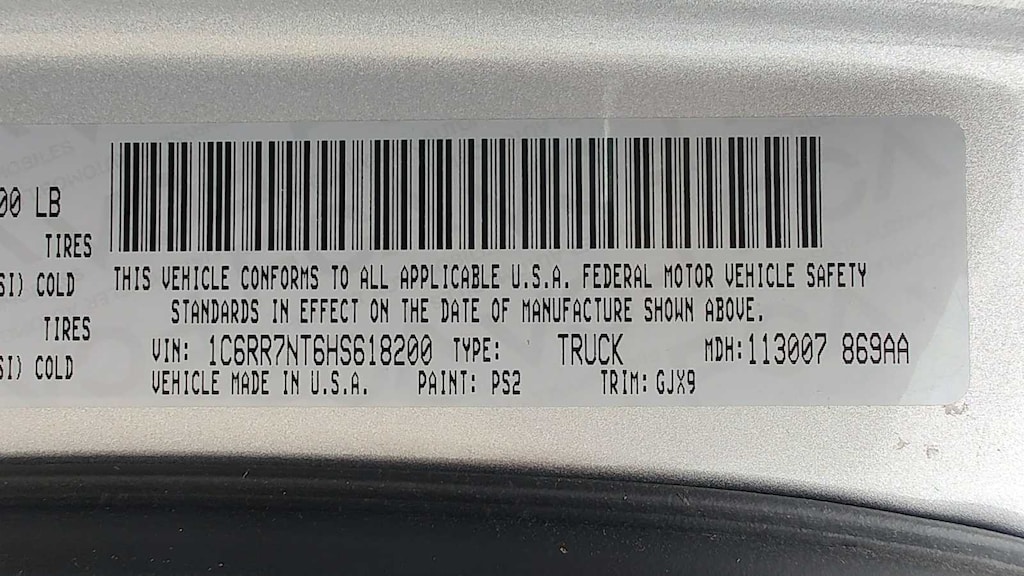 00 LB
TIRES
SI) COLD
TIRES
SI) COLD
THIS VEHICLE CONFORMS TO ALL APPLICABLE U.S.A. FEDERAL MOTOR VEHICLE SAFETY
STANDARDS IN EFFECT ON THE DATE OF MANUFACTURE SHOWN ABOVE.
VIN: 1C6RR7NT6HS618200 TYPE: TRUCK MDH: 113007 869AA
VEHICLE MADE IN U.S.A. PAINT: PS2 TRIM: GJX9